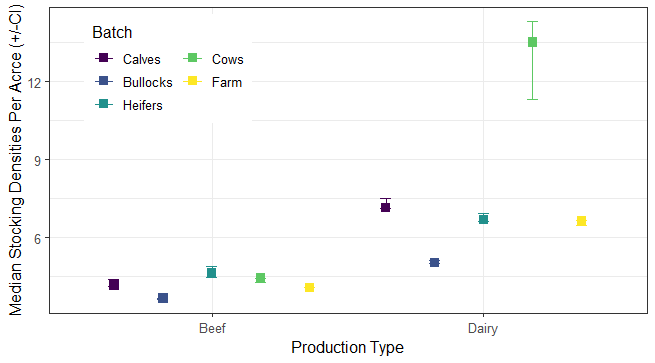 Median Stocking Densities Per Acrce (+/-CI)
12
9
6
Batch
Calves
Cows
Bullocks
Farm
Heifers
Beef
Dairy
Production Type